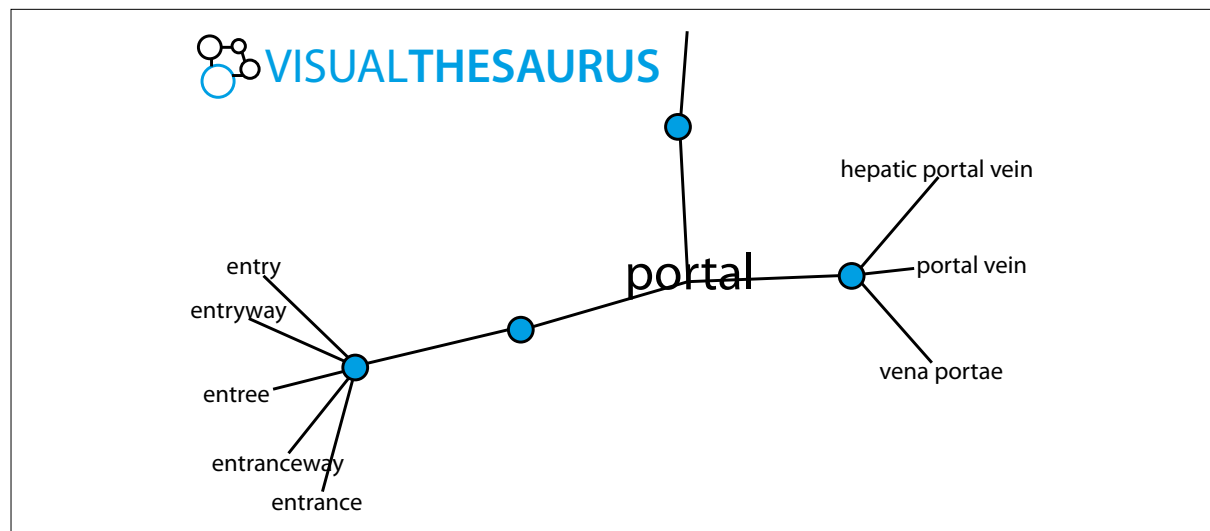 VISUALTHESAURUS
hepatic portal vein
portal
portal vein
entry
entryway
vena portae
entree
entranceway
entrance